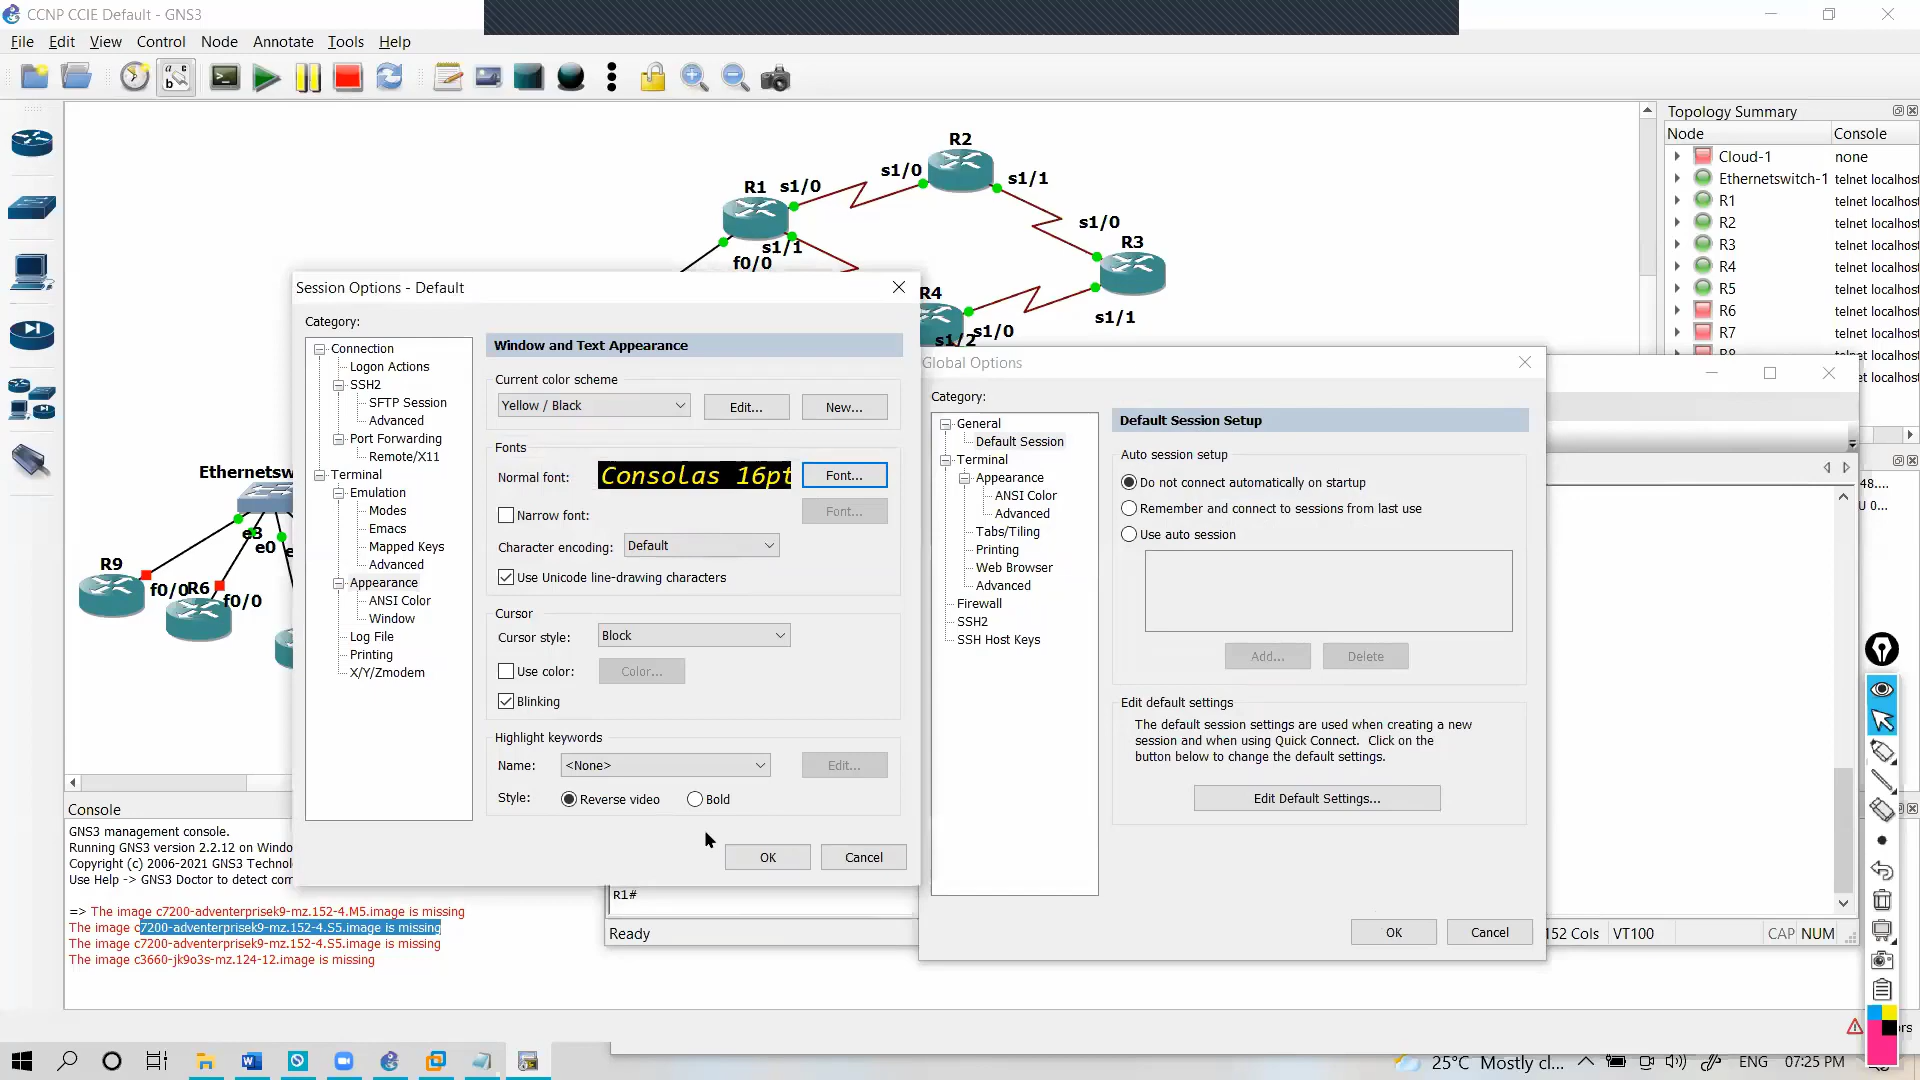 CCNP CCIE Default - GNS3
File Edit View Control Node Annotate Tools Help
Topology Summary
Node Console
Cloud-1 none
Ethernetswitch-1 telnet localhost
R1 telnet localhost
R2 telnet localhost
R3 telnet localhost
R4 telnet localhost
R5 telnet localhost
R6 telnet localhost
R7 telnet localhost
R2
s1/0
s1/1
R1
s1/0
s1/1
f0/0
s1/0
R3
s1/1
R4
s1/0
s1/2
Ethernetsw
e3
e0
R9
f0/0
R6
f0/0
Session Options - Default
Category:
Connection
Logon Actions
SSH2
SFTP Session
Advanced
Port Forwarding
Remote/X11
Terminal
Emulation
Modes
Emacs
Mapped Keys
Advanced
Appearance
ANSI Color
Window
Log File
Printing
X/Y/Zmodem
Window and Text Appearance
Current color scheme
Yellow / Black Edit... New...
Fonts
Normal font: Consolas 16pt Font...
Narrow font: Font...
Character encoding: Default
Use Unicode line-drawing characters
Cursor
Cursor style: Block
Use color: Color...
Blinking
Highlight keywords
Name: <None> Edit...
Style: Reverse video Bold
OK Cancel
Global Options
Category:
General
Default Session
Terminal
Appearance
ANSI Color
Advanced
Tabs/Tiling
Printing
Web Browser
Advanced
Firewall
SSH2
SSH Host Keys
Default Session Setup
Auto session setup
Do not connect automatically on startup
Remember and connect to sessions from last use
Use auto session
Add... Delete
Edit default settings
The default session settings are used when creating a new
session and when using Quick Connect. Click on the
button below to change the default settings.
Edit Default Settings...
OK Cancel
48....
U 0...
Console
GNS3 management console.
Running GNS3 version 2.2.12 on Windo
Copyright (c) 2006-2021 GNS3 Technol
Use Help -> GNS3 Doctor to detect com
=> The image c7200-adventerprisek9-mz.152-4.M5.image is missing
The image c7200-adventerprisek9-mz.152-4.S5.image is missing
The image c7200-adventerprisek9-mz.152-4.S5.image is missing
The image c3660-jk9o3s-mz.124-12.image is missing
R1#
Ready
152 Cols VT100 CAP NUM
25°C Mostly cl... ENG 07:25 PM